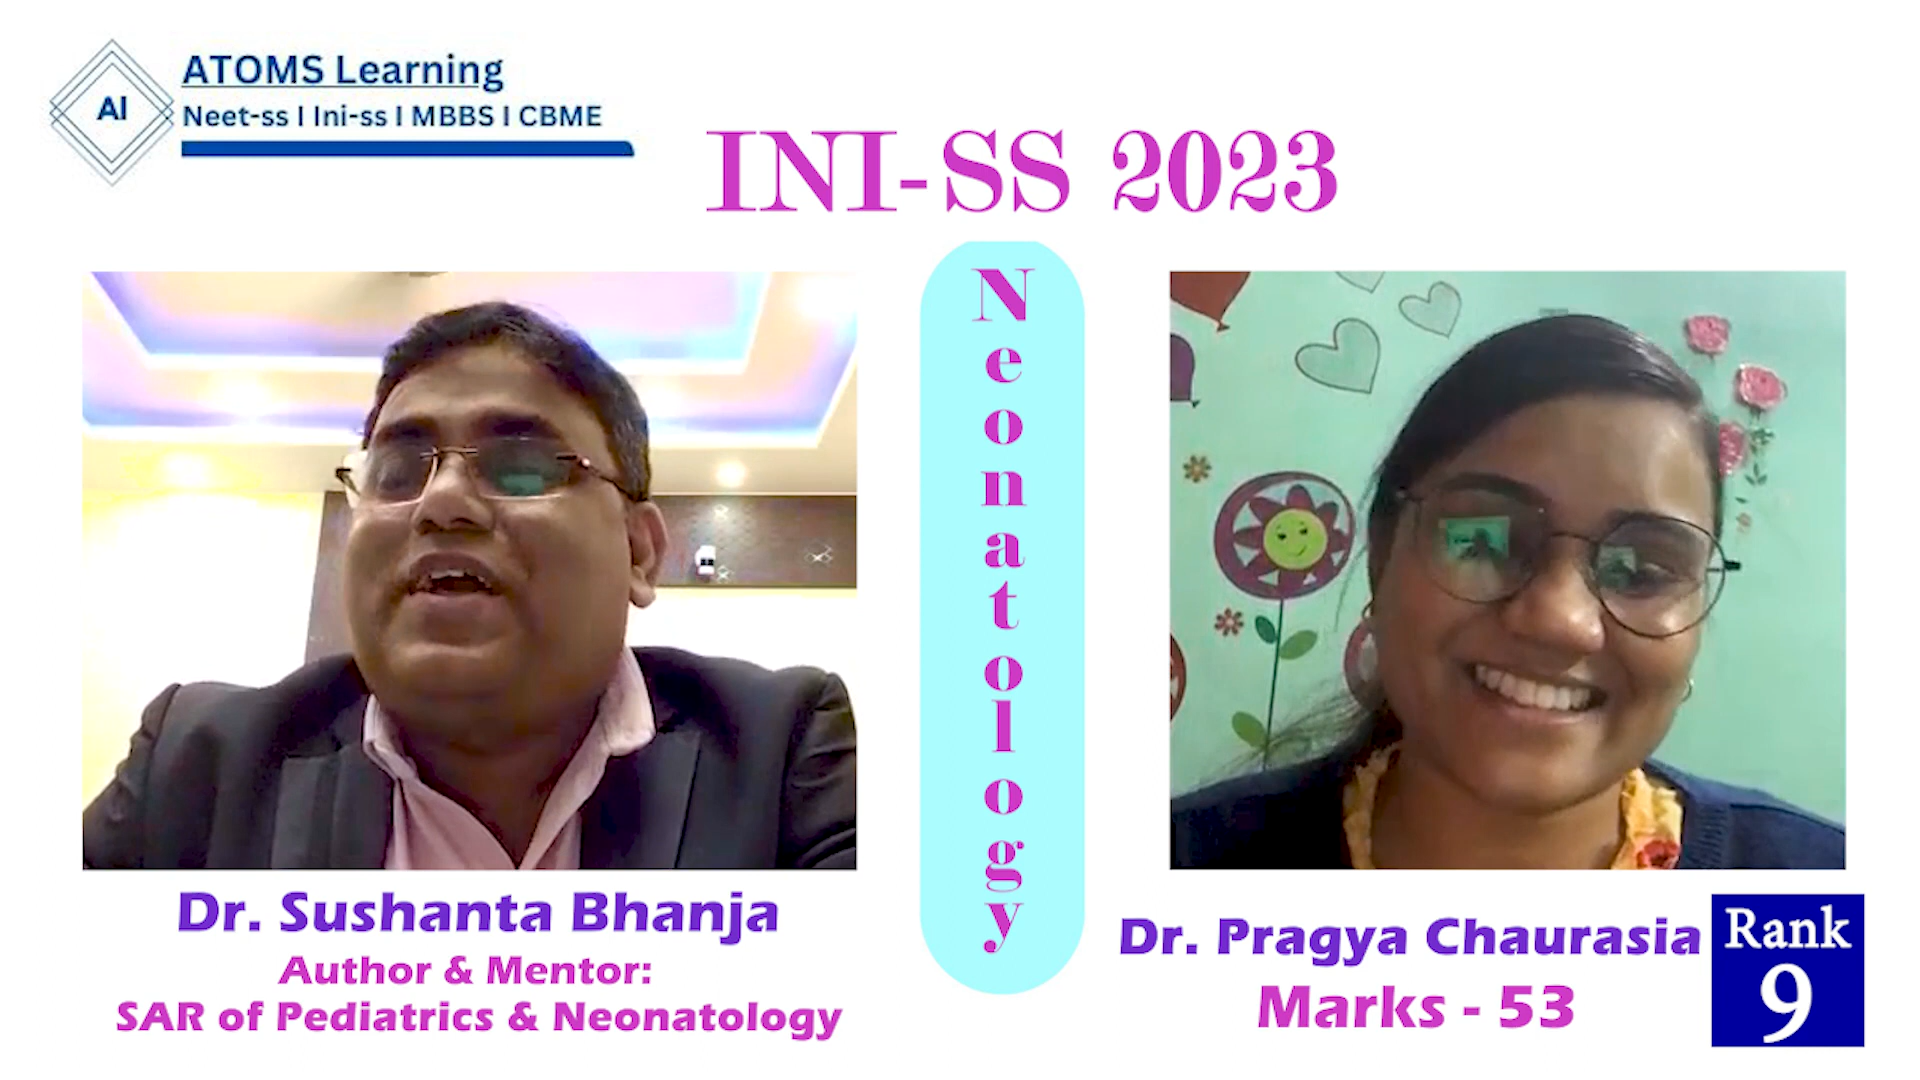 AI
ATOMS Learning
Neet-ss I Ini-ss I MBBS I CBME
INI-SS 2023
Neonatology
Dr. Sushanta Bhanja
Author & Mentor:
SAR of Pediatrics & Neonatology
Dr. Pragya Chaurasia
Marks - 53
Rank
9